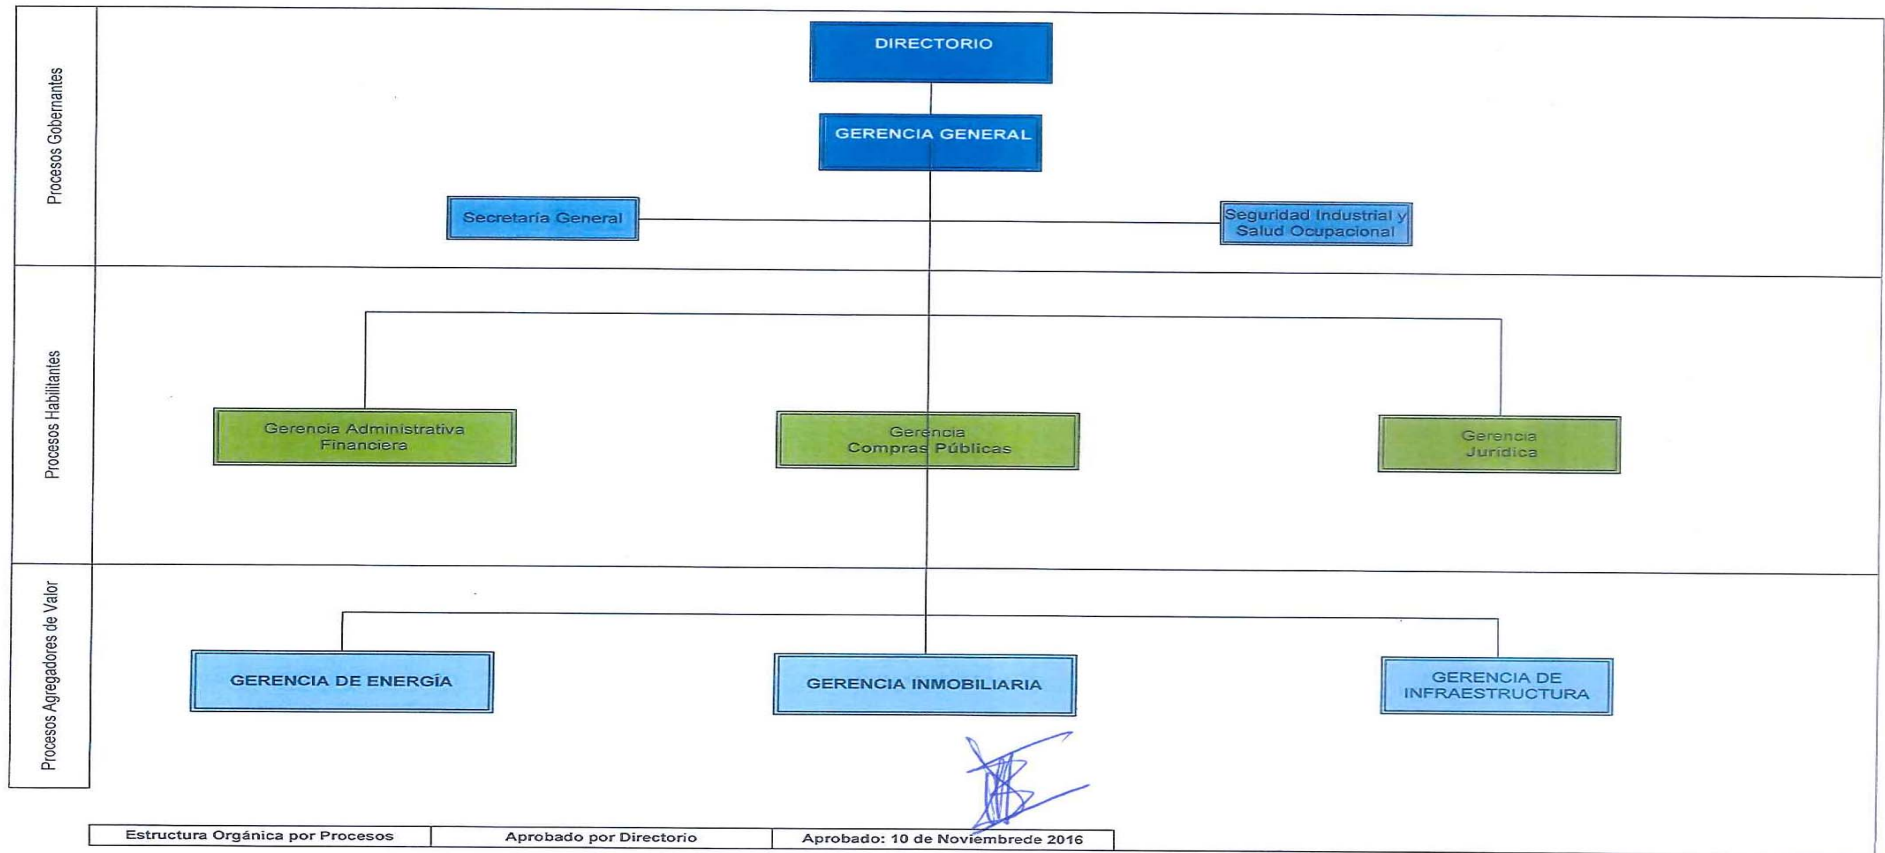 Procesos Gobernantes
DIRECTORIO
GERENCIA GENERAL
Secretaría General
Seguridad Industrial y
Salud Ocupacional
Procesos Habilitantes
Gerencia Administrativa
Financiera
Gerencia
Compras Públicas
Gerencia
Jurídica
Procesos Agregadores de Valor
GERENCIA DE ENERGÍA
GERENCIA INMOBILIARIA
GERENCIA DE
INFRAESTRUCTURA
Estructura Orgánica por Procesos
Aprobado por Directorio
Aprobado: 10 de Noviembrede 2016